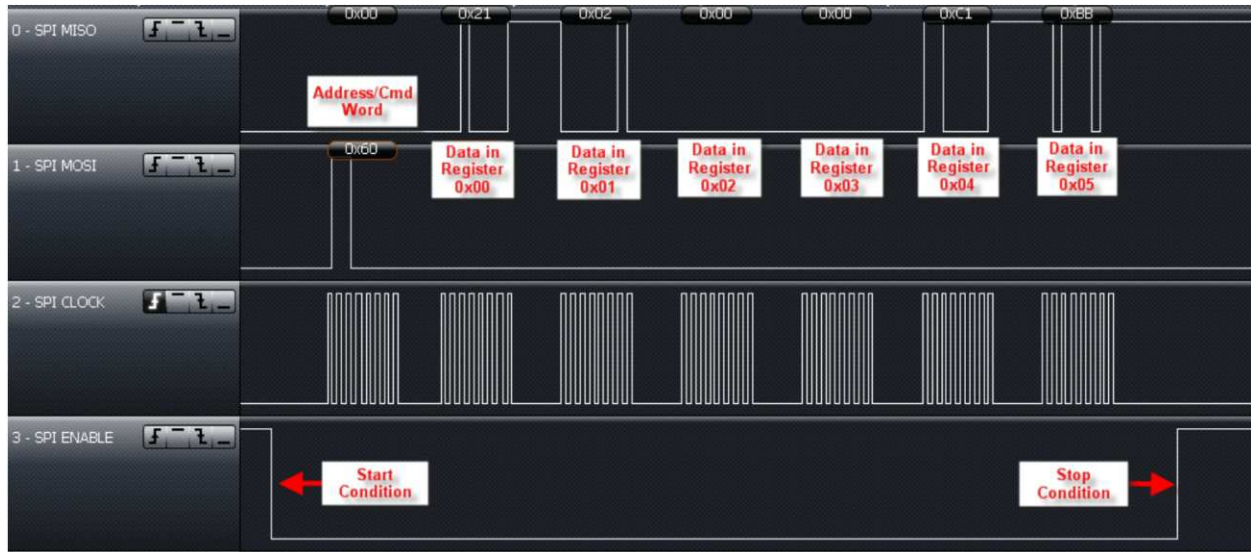 0x00 0x21 0x02 0x00 0x00 0xC1 0xBB
0 - SPI MISO
Address/Cmd
Word
0x60
1 - SPI MOSI
Data in
Register
0x00
Data in
Register
0x01
Data in
Register
0x02
Data in
Register
0x03
Data in
Register
0x04
Data in
Register
0x05
2 - SPI CLOCK
3 - SPI ENABLE
Start
Condition
Stop
Condition